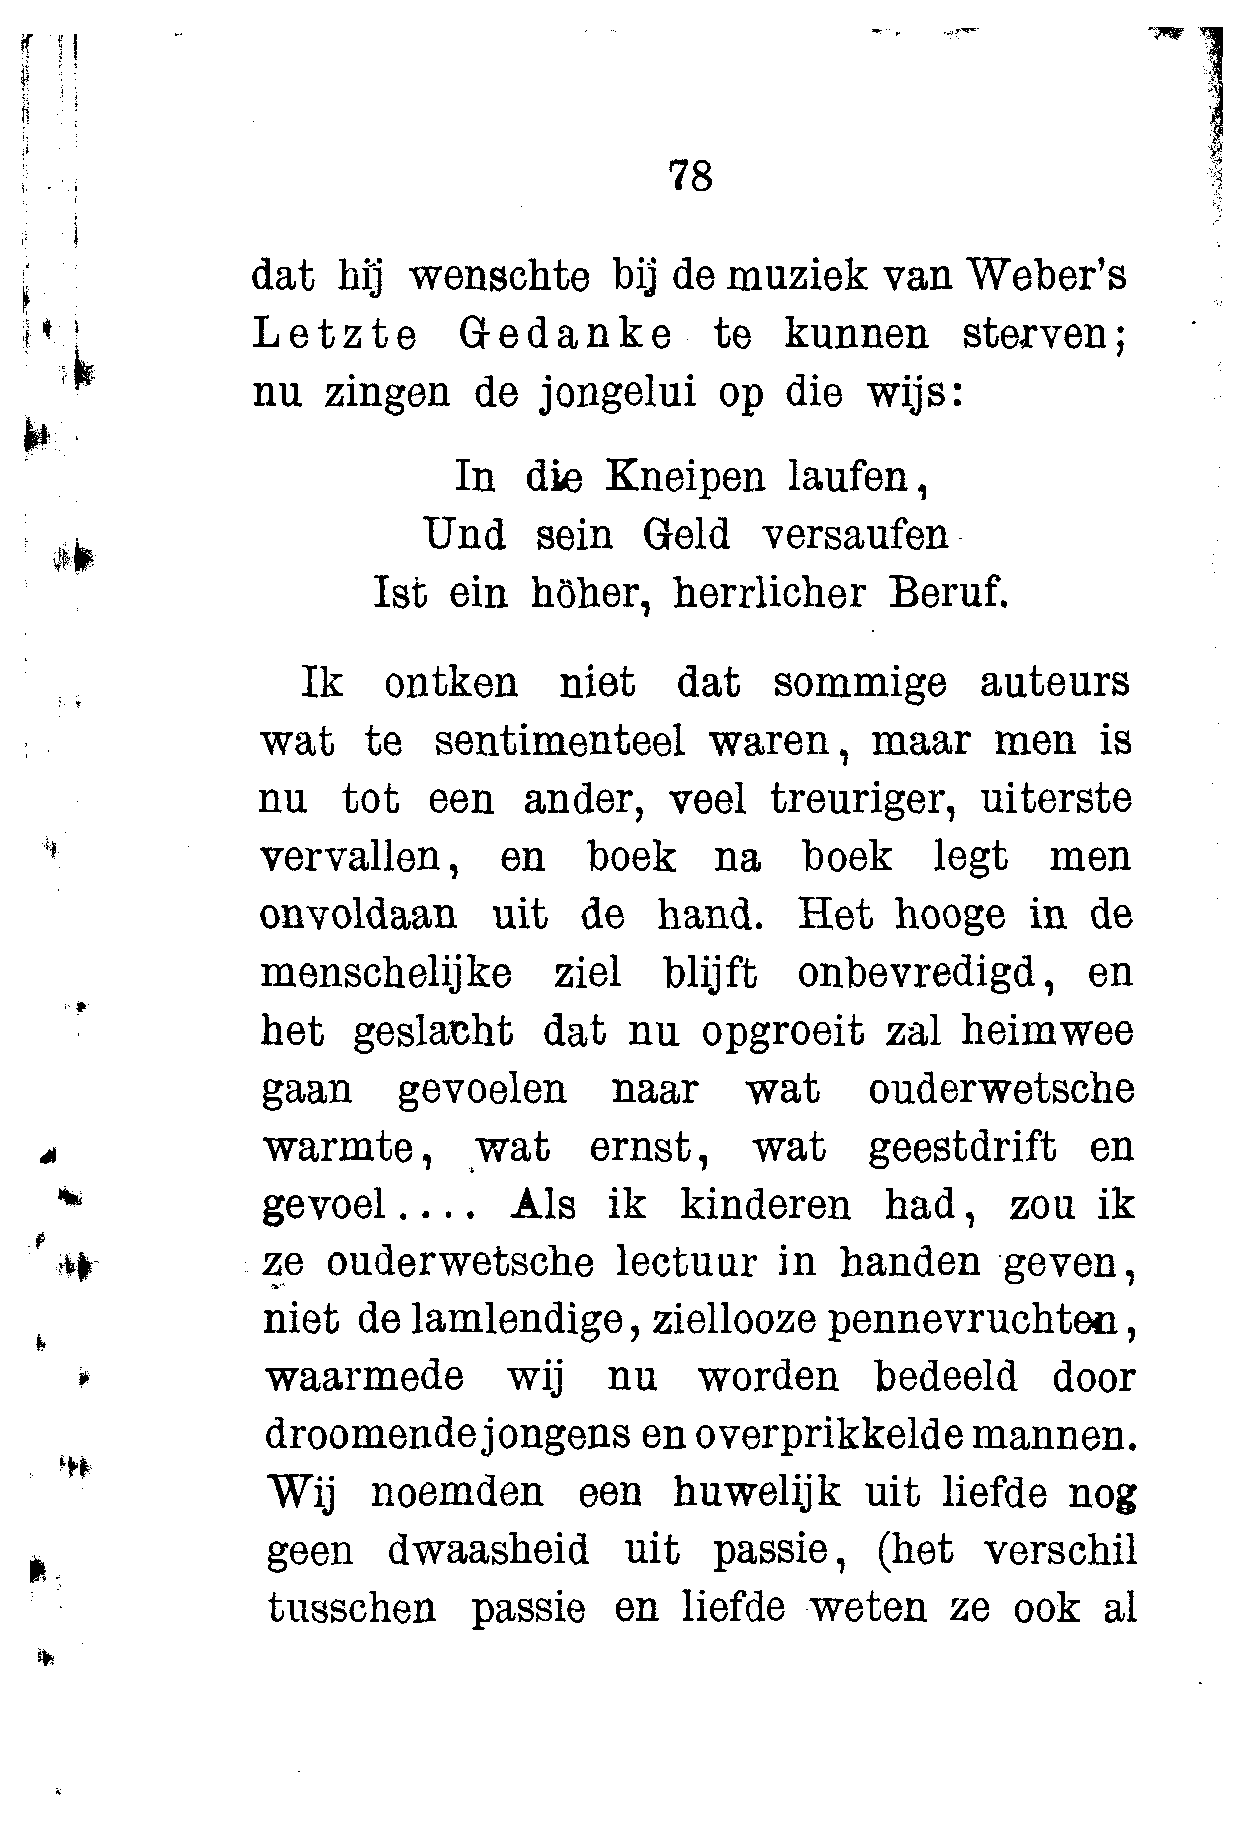 78
dat hij wenschte bij de muziek van Weber's
Letzte Gedanke te kunnen sterven;
nu zingen de jongelui op die wijs:
In die Kneipen laufen,
Und sein Geld versaufen
Ist ein höher, herrlicher Beruf.
Ik ontken niet dat sommige auteurs
wat te sentimenteel waren, maar men is
nu tot een ander, veel treuriger, uiterste
vervallen, en boek na boek legt men
onvoldaan uit de hand. Het hooge in de
menschelijke ziel blijft onbevredigd, en
het geslacht dat nu opgroeit zal heimwee
gaan gevoelen naar wat ouderwetsche
warmte, wat ernst, wat geestdrift en
gevoel.... Als ik kinderen had, zou ik
ze ouderwetsche lectuur in handen geven,
niet de lamlendige, ziellooze pennevruchten,
waarmede wij nu worden bedeeld door
droomende jongens en overprikkelde mannen.
Wij noemden een huwelijk uit liefde nog
geen dwaasheid uit passie, (het verschil
tusschen passie en liefde weten ze ook al